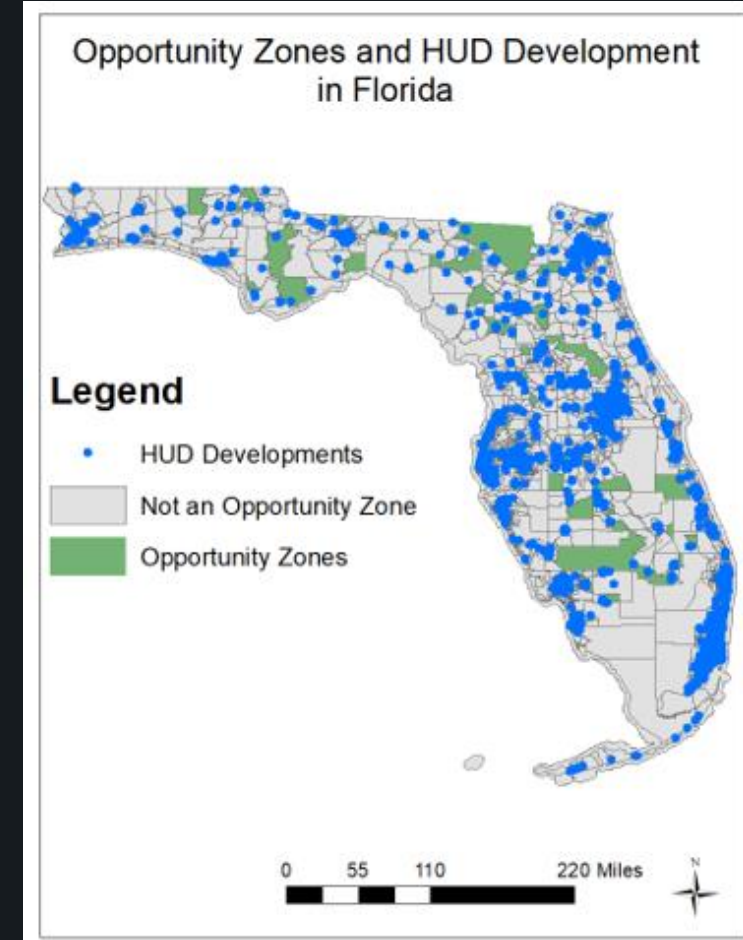 Opportunity Zones and HUD Development
in Florida
Legend
HUD Developments
Not an Opportunity Zone
Opportunity Zones
0 55 110 220 Miles
N